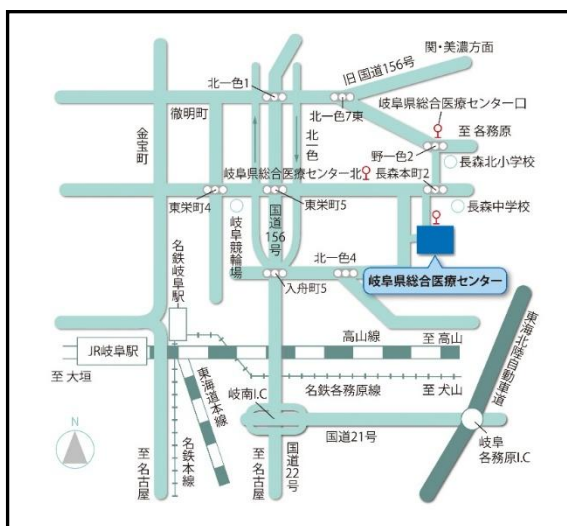 関・美濃方面
旧 国道156号
北一色1
北一色7東
岐阜県総合医療センター口
至 各務原
徹明町
金宝町
北一色
野一色2
長森北小学校
岐阜県総合医療センター北
長森本町2
東栄町4
東栄町5
長森中学校
岐阜競輪場
国道
156
号
名鉄岐阜駅
北一色4
岐阜県総合医療センター
入舟町5
JR岐阜駅
高山線
至 高山
至 大垣
東海道本線
名鉄各務原線
至 犬山
東海北陸自動車道
岐南I.C
国道21号
岐阜
各務原I.C
N
至 名古屋
名鉄本線
至 名古屋
国道
22
号